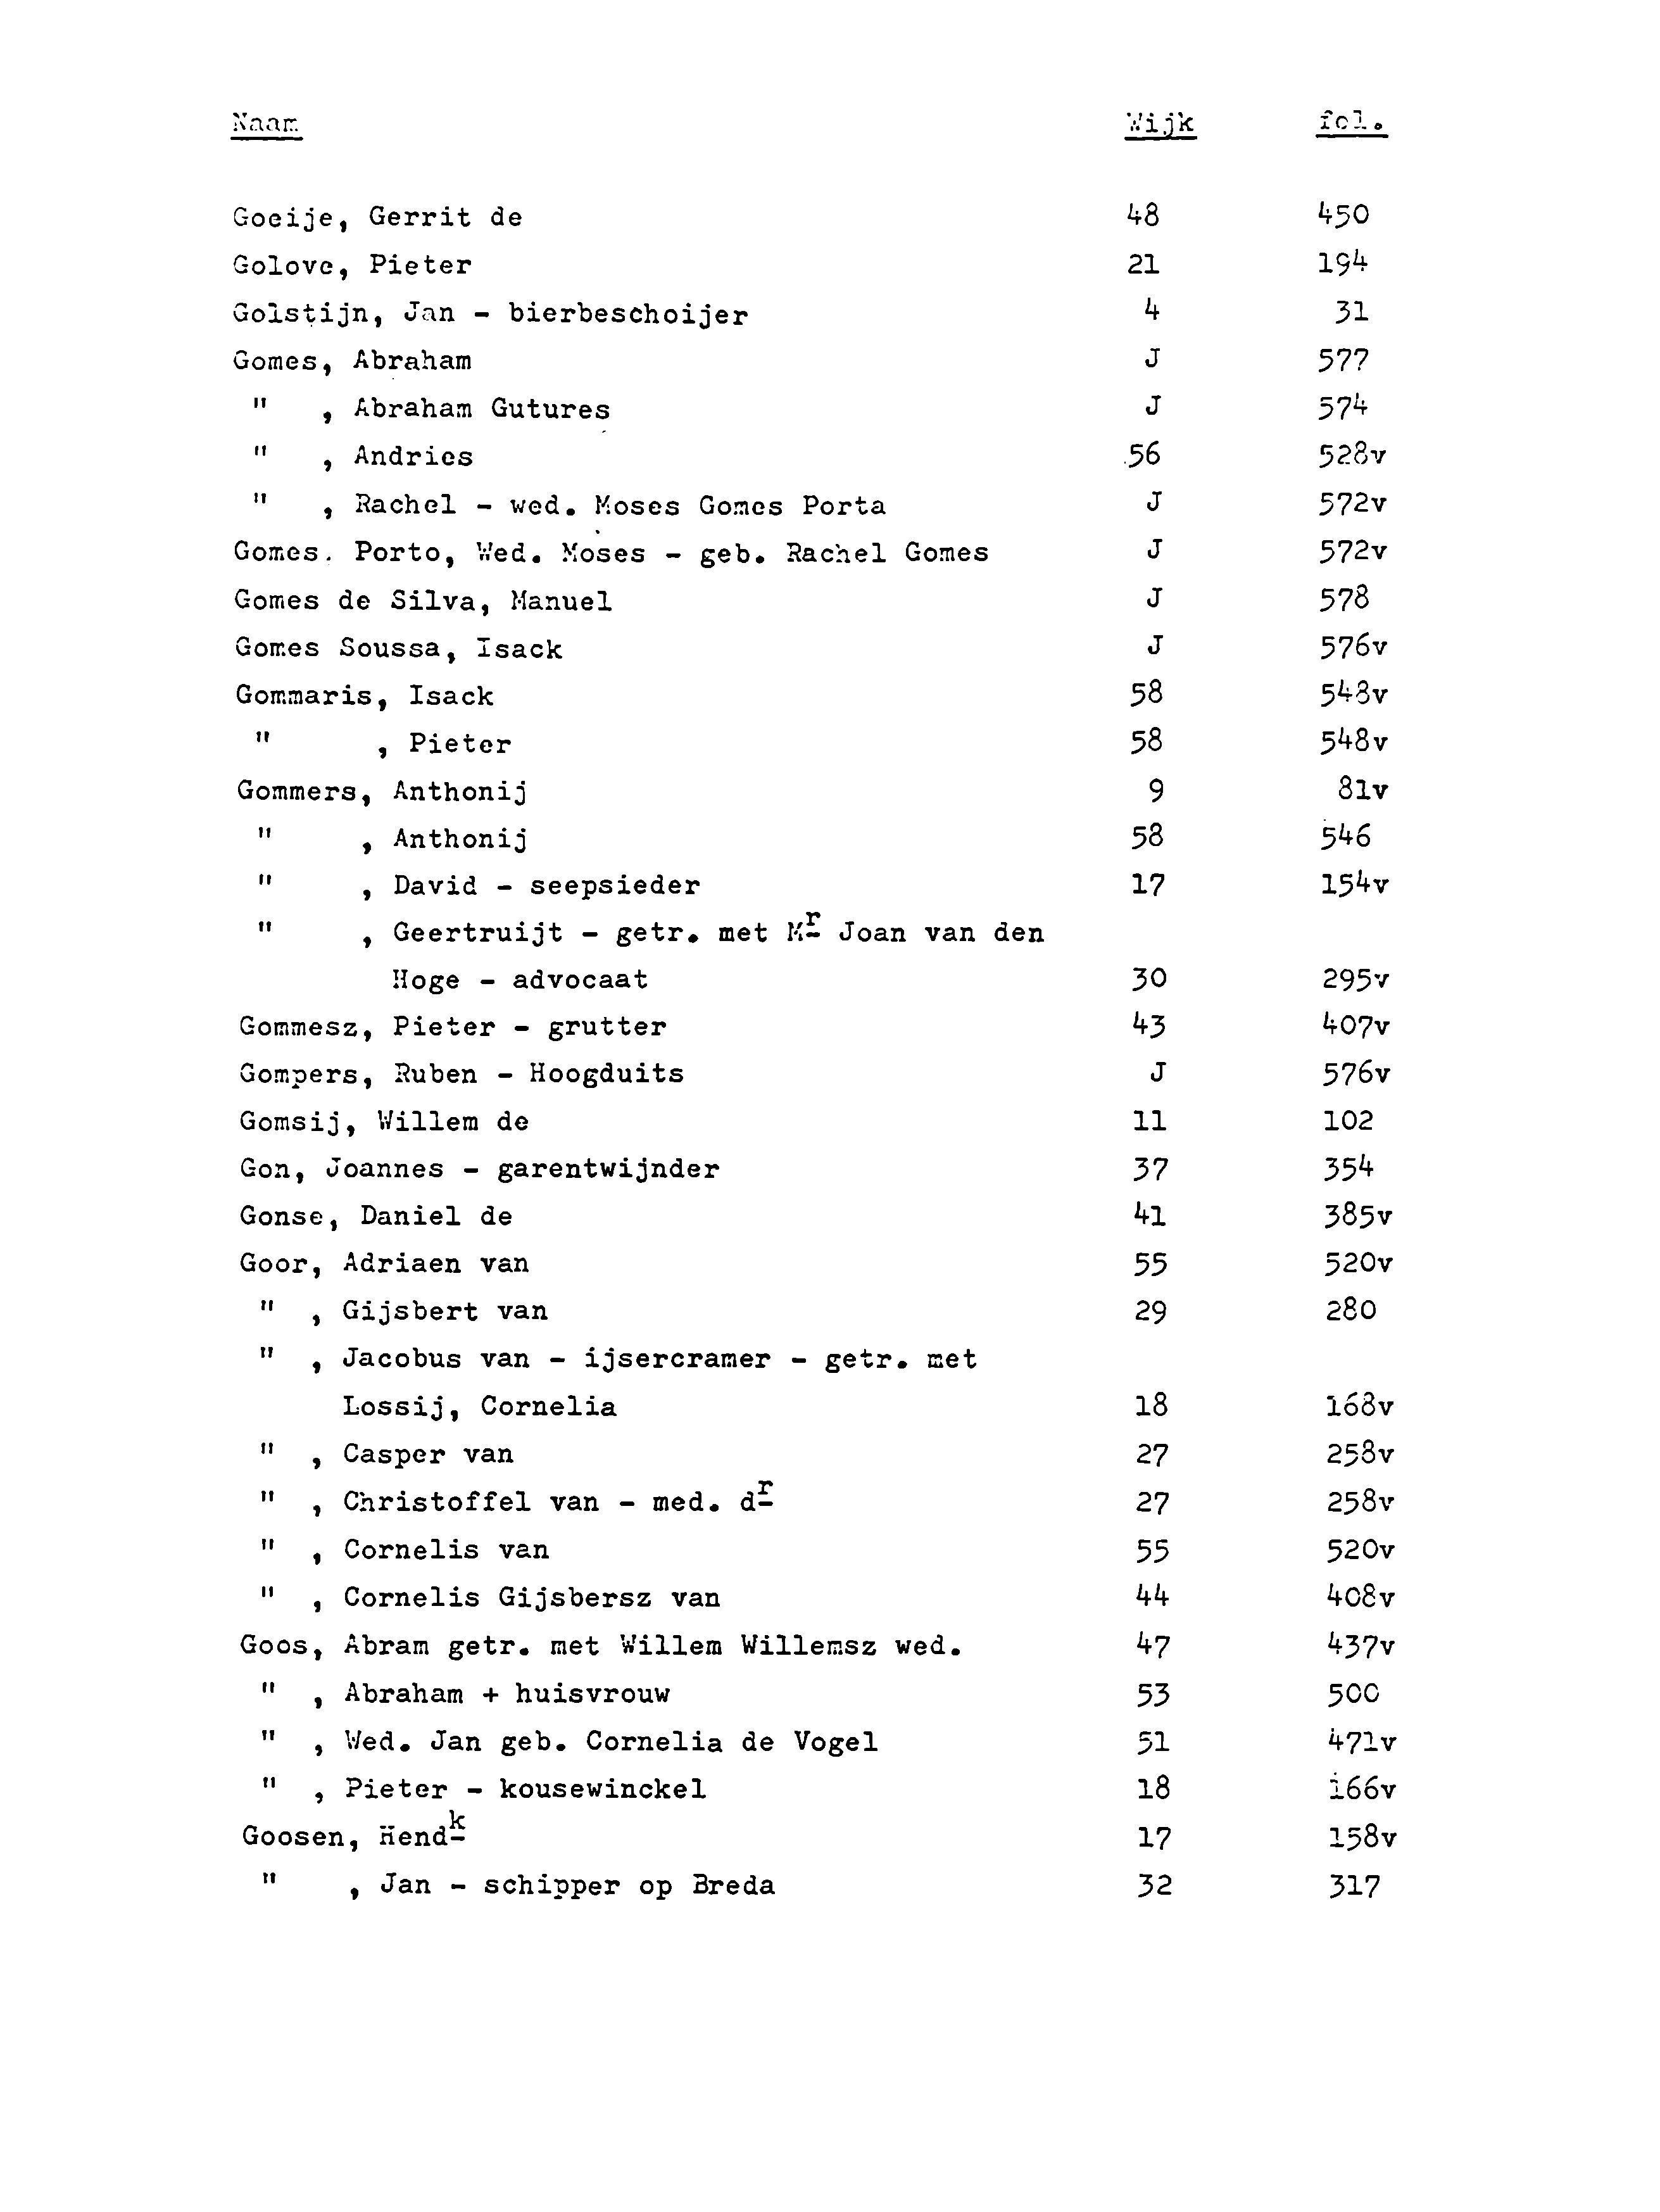 Naam Wijk fol.
Goeije, Gerrit de 48 450
Golove, Pieter 21 194
Golstijn, Jan - bierbeschoijer 4 31
Gomes, Abraham J 577
" , Abraham Gutures J 574
" , Andries 56 528v
" , Rachel - wed. Moses Gomes Porta J 572v
Gomes. Porto, Wed. Moses - geb. Rachel Gomes J 572v
Gomes de Silva, Manuel J 578
Gomes Soussa, Isack J 576v
Gommaris, Isack 58 548v
" , Pieter 58 548v
Gommers, Anthonij 9 81v
" , Anthonij 58 546
" , David - seepsieder 17 154v
" , Geertruijt - getr. met Mr Joan van den
Hoge - advocaat 30 295v
Gommesz, Pieter - grutter 43 407v
Gompers, Ruben - Hoogduits J 576v
Gomsij, Willem de 11 102
Gon, Joannes - garentwijnder 37 354
Gonse, Daniel de 41 385v
Goor, Adriaen van 55 520v
" , Gijsbert van 29 280
" , Jacobus van - ijsercramer - getr. met
Lossij, Cornelia 18 168v
" , Casper van 27 258v
" , Christoffel van - med. dr 27 258v
" , Cornelis van 55 520v
" , Cornelis Gijsbersz van 44 408v
Goos, Abram getr. met Willem Willemsz wed. 47 437v
" , Abraham + huisvrouw 53 500
" , Wed. Jan geb. Cornelia de Vogel 51 471v
" , Pieter - kousewinckel 18 166v
Goosen, Hendk 17 158v
" , Jan - schipper op Breda 32 317